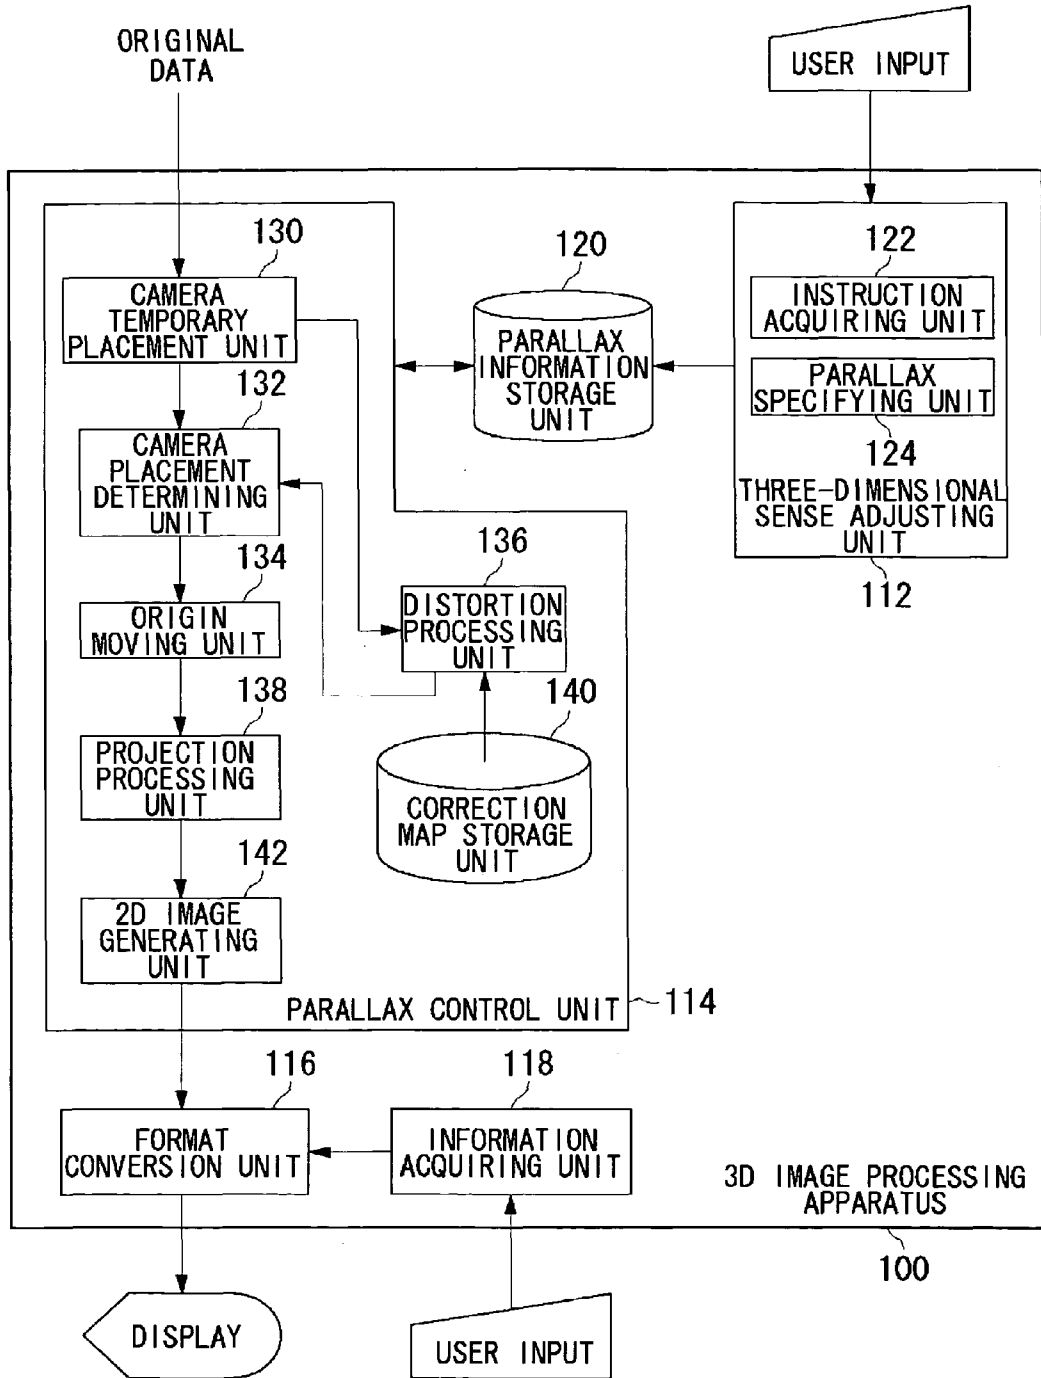 ORIGINAL
DATA
USER INPUT
130
CAMERA
TEMPORARY
PLACEMENT UNIT
120
PARALLAX
INFORMATION
STORAGE
UNIT
122
INSTRUCTION
ACQUIRING UNIT
PARALLAX
SPECIFYING UNIT
124
THREE-DIMENSIONAL
SENSE ADJUSTING
UNIT
112
132
CAMERA
PLACEMENT
DETERMINING
UNIT
134
ORIGIN
MOVING UNIT
136
DISTORTION
PROCESSING
UNIT
138
PROJECTION
PROCESSING
UNIT
140
CORRECTION
MAP STORAGE
UNIT
142
2D IMAGE
GENERATING
UNIT
PARALLAX CONTROL UNIT
114
116
FORMAT
CONVERSION UNIT
118
INFORMATION
ACQUIRING UNIT
3D IMAGE PROCESSING
APPARATUS
100
DISPLAY
USER INPUT